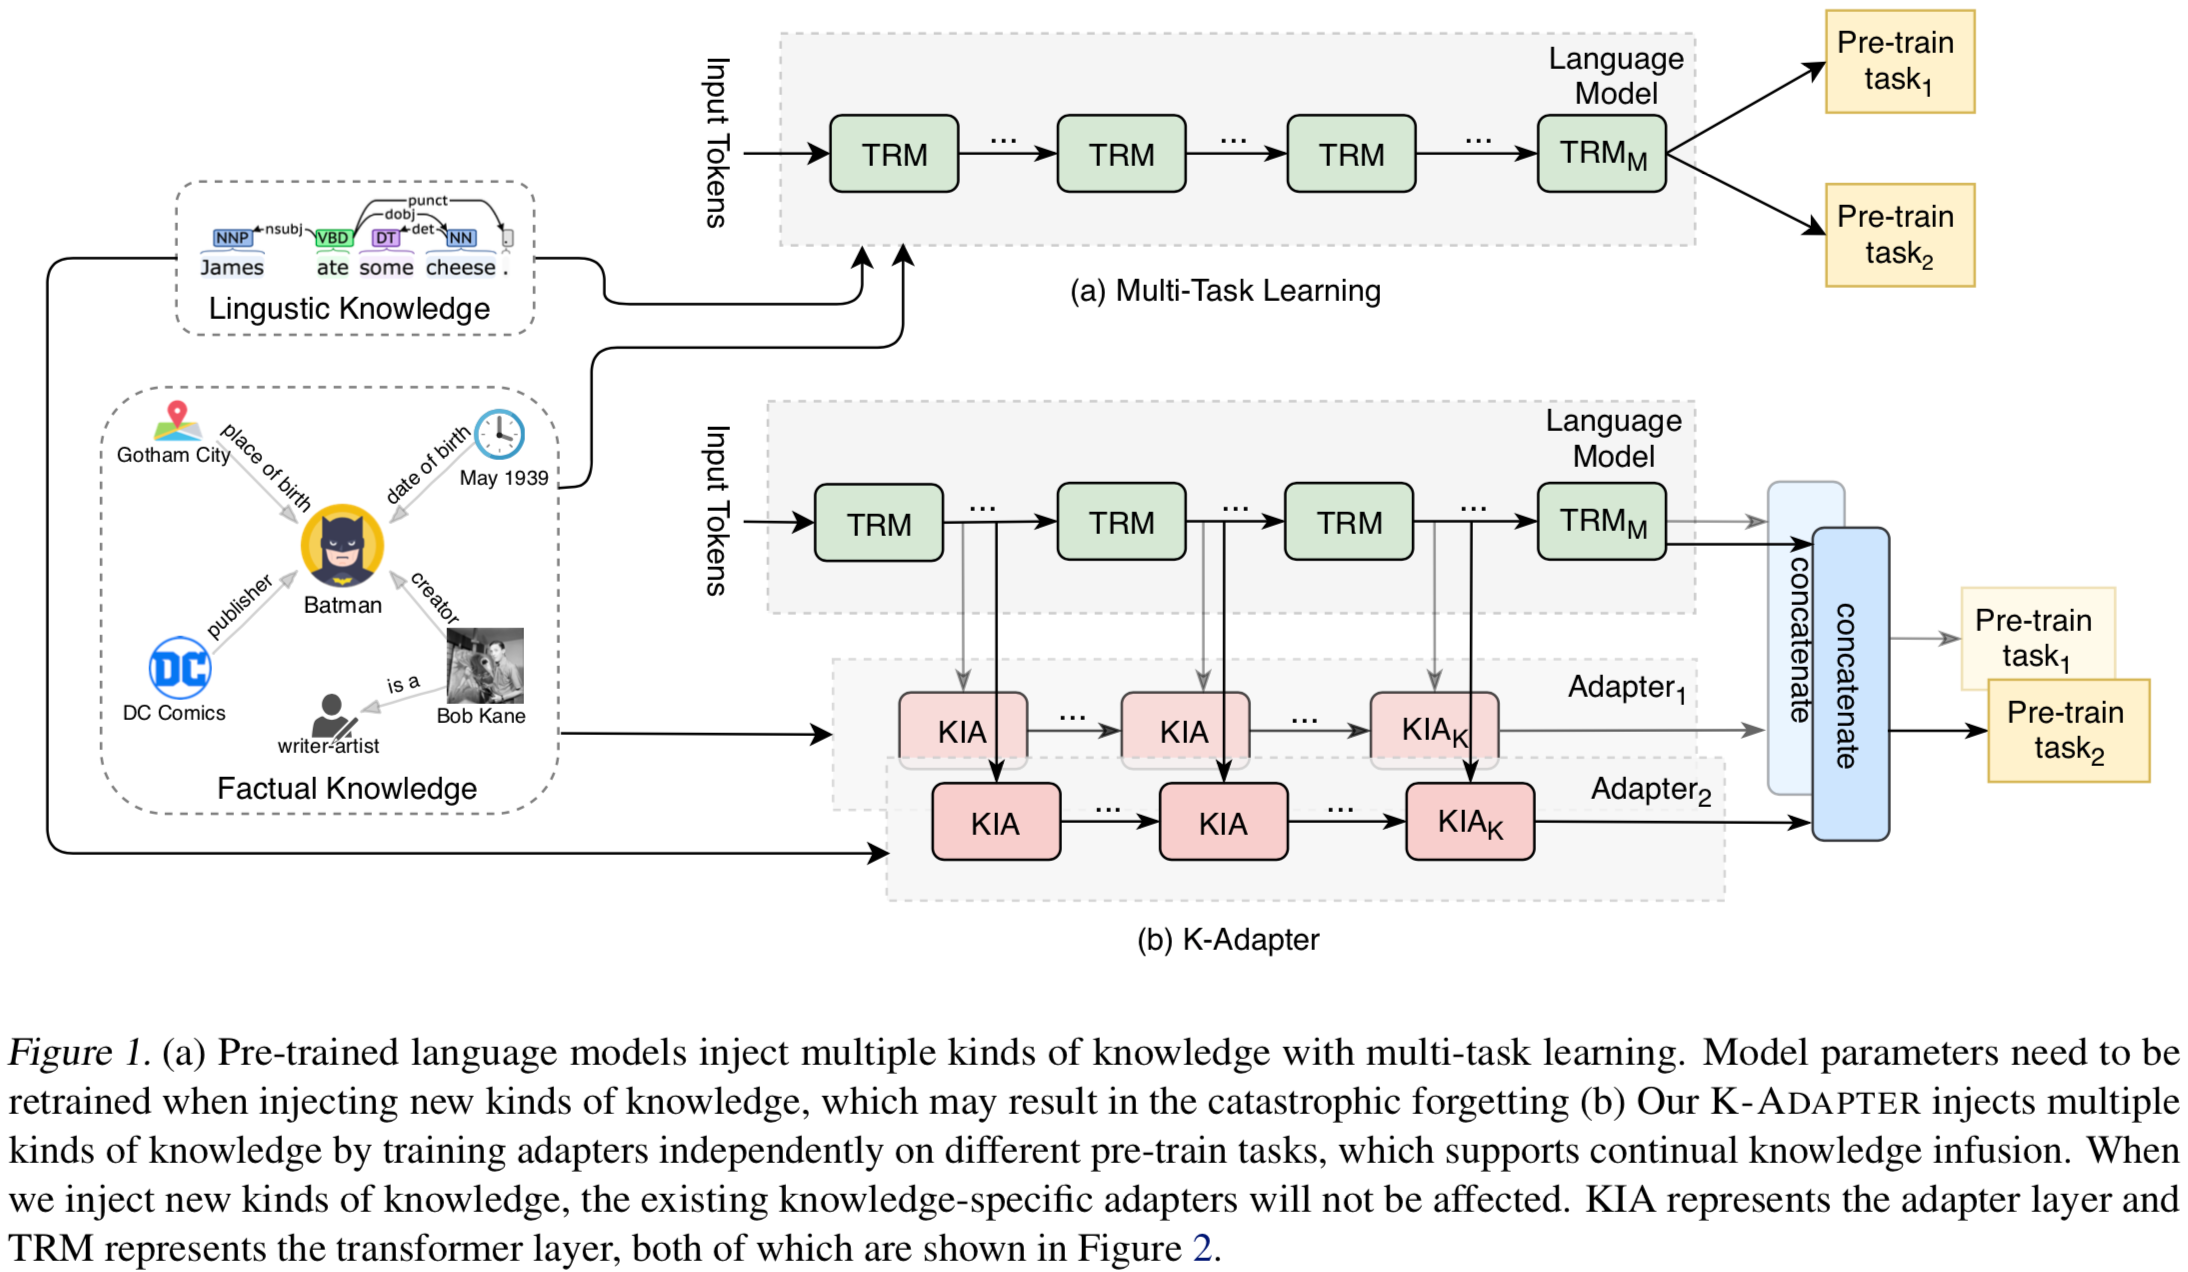 Input Tokens
Language
Model
TRM
...
TRM
...
TRM
...
TRM_M
Pre-train
task_1
Pre-train
task_2
(a) Multi-Task Learning
punct
dobj
nsubj
det
NNP
VBD
DT
NN
.
James ate some cheese .
Lingustic Knowledge
Gotham City
place of birth
date of birth
May 1939
Batman
publisher
creator
DC
DC Comics
is a
Bob Kane
writer-artist
Factual Knowledge
Input Tokens
Language
Model
TRM
...
TRM
...
TRM
...
TRM_M
Adapter_1
KIA
...
KIA
...
KIA_K
Adapter_2
KIA
...
KIA
...
KIA_K
concatenate
concatenate
Pre-train
task_1
Pre-train
task_2
(b) K-Adapter
Figure 1. (a) Pre-trained language models inject multiple kinds of knowledge with multi-task learning. Model parameters need to be
retrained when injecting new kinds of knowledge, which may result in the catastrophic forgetting (b) Our K-ADAPTER injects multiple
kinds of knowledge by training adapters independently on different pre-train tasks, which supports continual knowledge infusion. When
we inject new kinds of knowledge, the existing knowledge-specific adapters will not be affected. KIA represents the adapter layer and
TRM represents the transformer layer, both of which are shown in Figure 2.